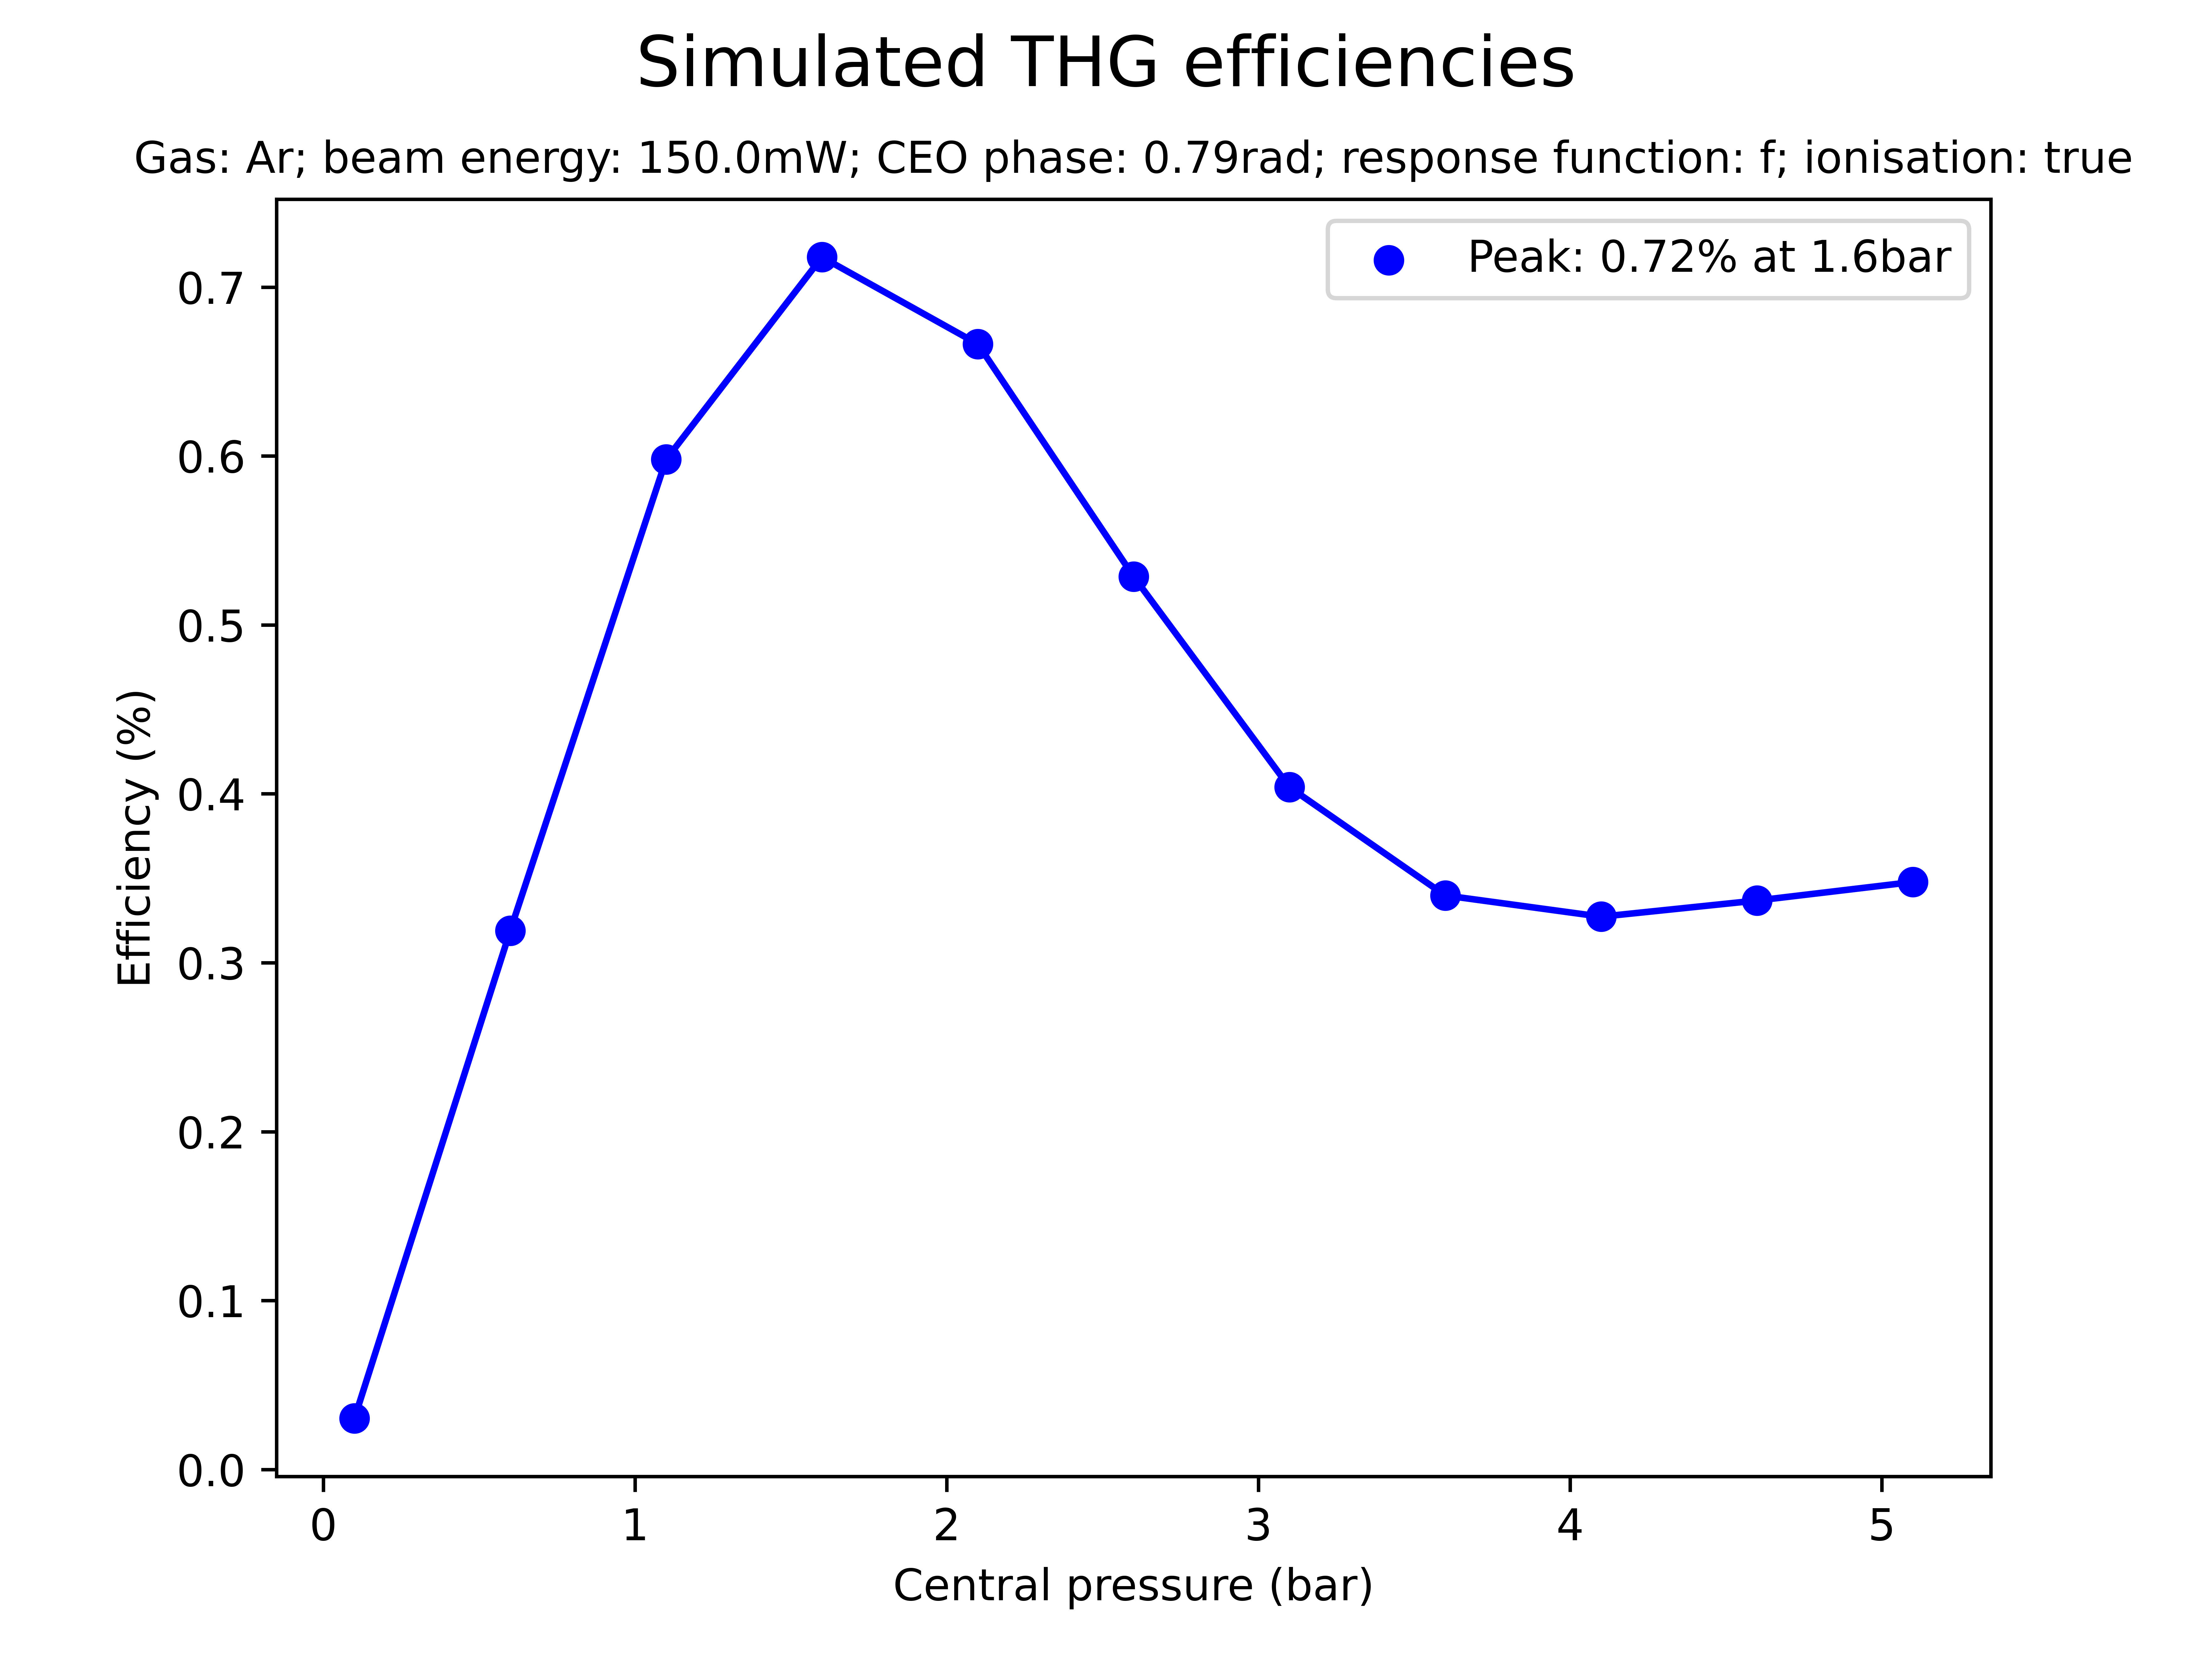 Simulated THG efficiencies
Gas: Ar; beam energy: 150.0mW; CEO phase: 0.79rad; response function: f; ionisation: true
Peak: 0.72% at 1.6bar
Efficiency (%)
0.7
0.6
0.5
0.4
0.3
0.2
0.1
0.0
0 1 2 3 4 5
Central pressure (bar)